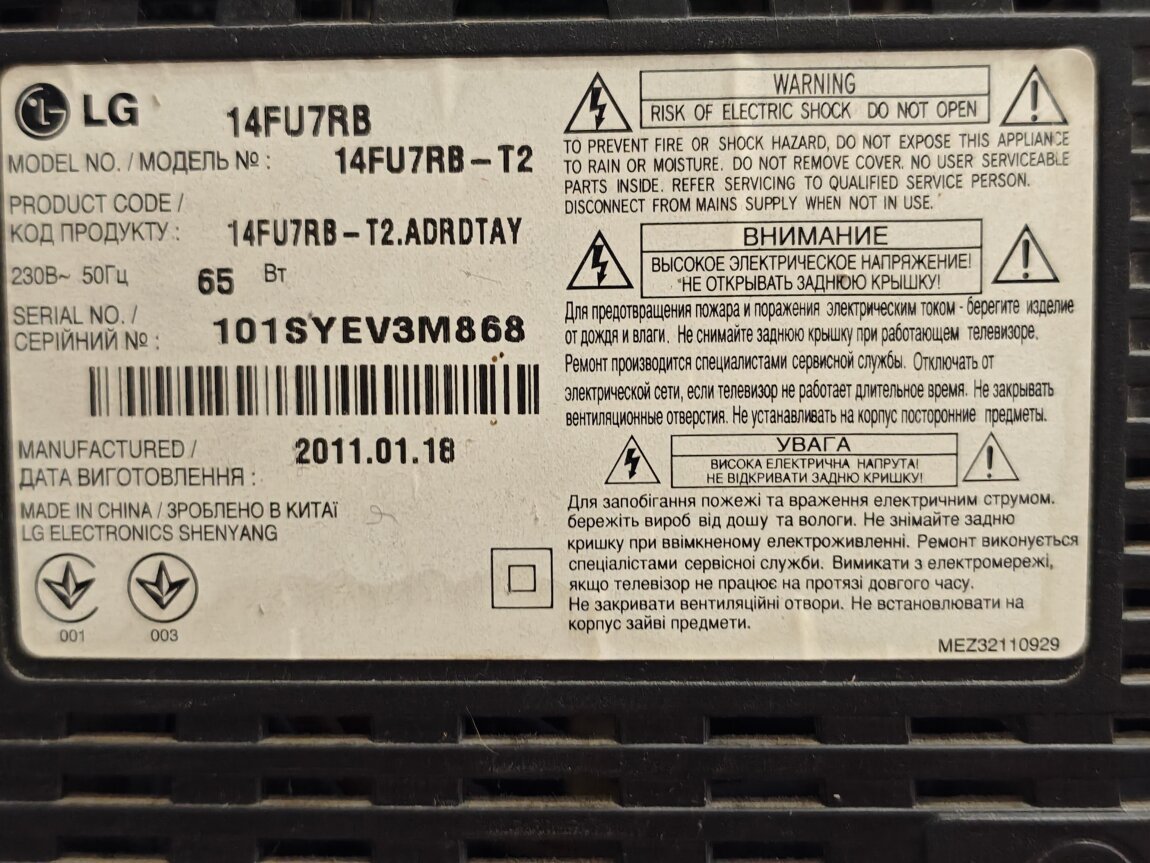 LG
14FU7RB
MODEL NO. / МОДЕЛЬ № : 14FU7RB-T2
PRODUCT CODE /
КОД ПРОДУКТУ : 14FU7RB-T2.ADRDTAY
230В~ 50Гц 65 Вт
SERIAL NO. /
СЕРІЙНИЙ № : 101SYEV3M868
MANUFACTURED / 2011.01.18
ДАТА ВИГОТОВЛЕННЯ :
MADE IN CHINA / ЗРОБЛЕНО В КИТАЇ
LG ELECTRONICS SHENYANG
001 003
WARNING
RISK OF ELECTRIC SHOCK DO NOT OPEN
TO PREVENT FIRE OR SHOCK HAZARD, DO NOT EXPOSE THIS APPLIANCE
TO RAIN OR MOISTURE. DO NOT REMOVE COVER. NO USER SERVICEABLE
PARTS INSIDE. REFER SERVICING TO QUALIFIED SERVICE PERSON.
DISCONNECT FROM MAINS SUPPLY WHEN NOT IN USE.
ВНИМАНИЕ
ВЫСОКОЕ ЭЛЕКТРИЧЕСКОЕ НАПРЯЖЕНИЕ!
НЕ ОТКРЫВАТЬ ЗАДНЮЮ КРЫШКУ!
Для предотвращения пожара и поражения электрическим током - берегите изделие
от дождя и влаги. Не снимайте заднюю крышку при работающем телевизоре.
Ремонт производится специалистами сервисной службы. Отключать от
электрической сети, если телевизор не работает длительное время. Не закрывать
вентиляционные отверстия. Не устанавливать на корпус посторонние предметы.
УВАГА
ВИСОКА ЕЛЕКТРИЧНА НАПРУГА!
НЕ ВІДКРИВАТИ ЗАДНЮ КРИШКУ!
Для запобігання пожежі та враження електричним струмом.
бережіть вироб від дошу та вологи. Не знімайте задню
кришку при ввімкненому електроживленні. Ремонт виконується
спеціалістами сервісної служби. Вимикати з електромережі,
якщо телевізор не працює на протязі довгого часу.
Не закривати вентиляційні отвори. Не встановлювати на
корпус зайві предмети.
MEZ32110929